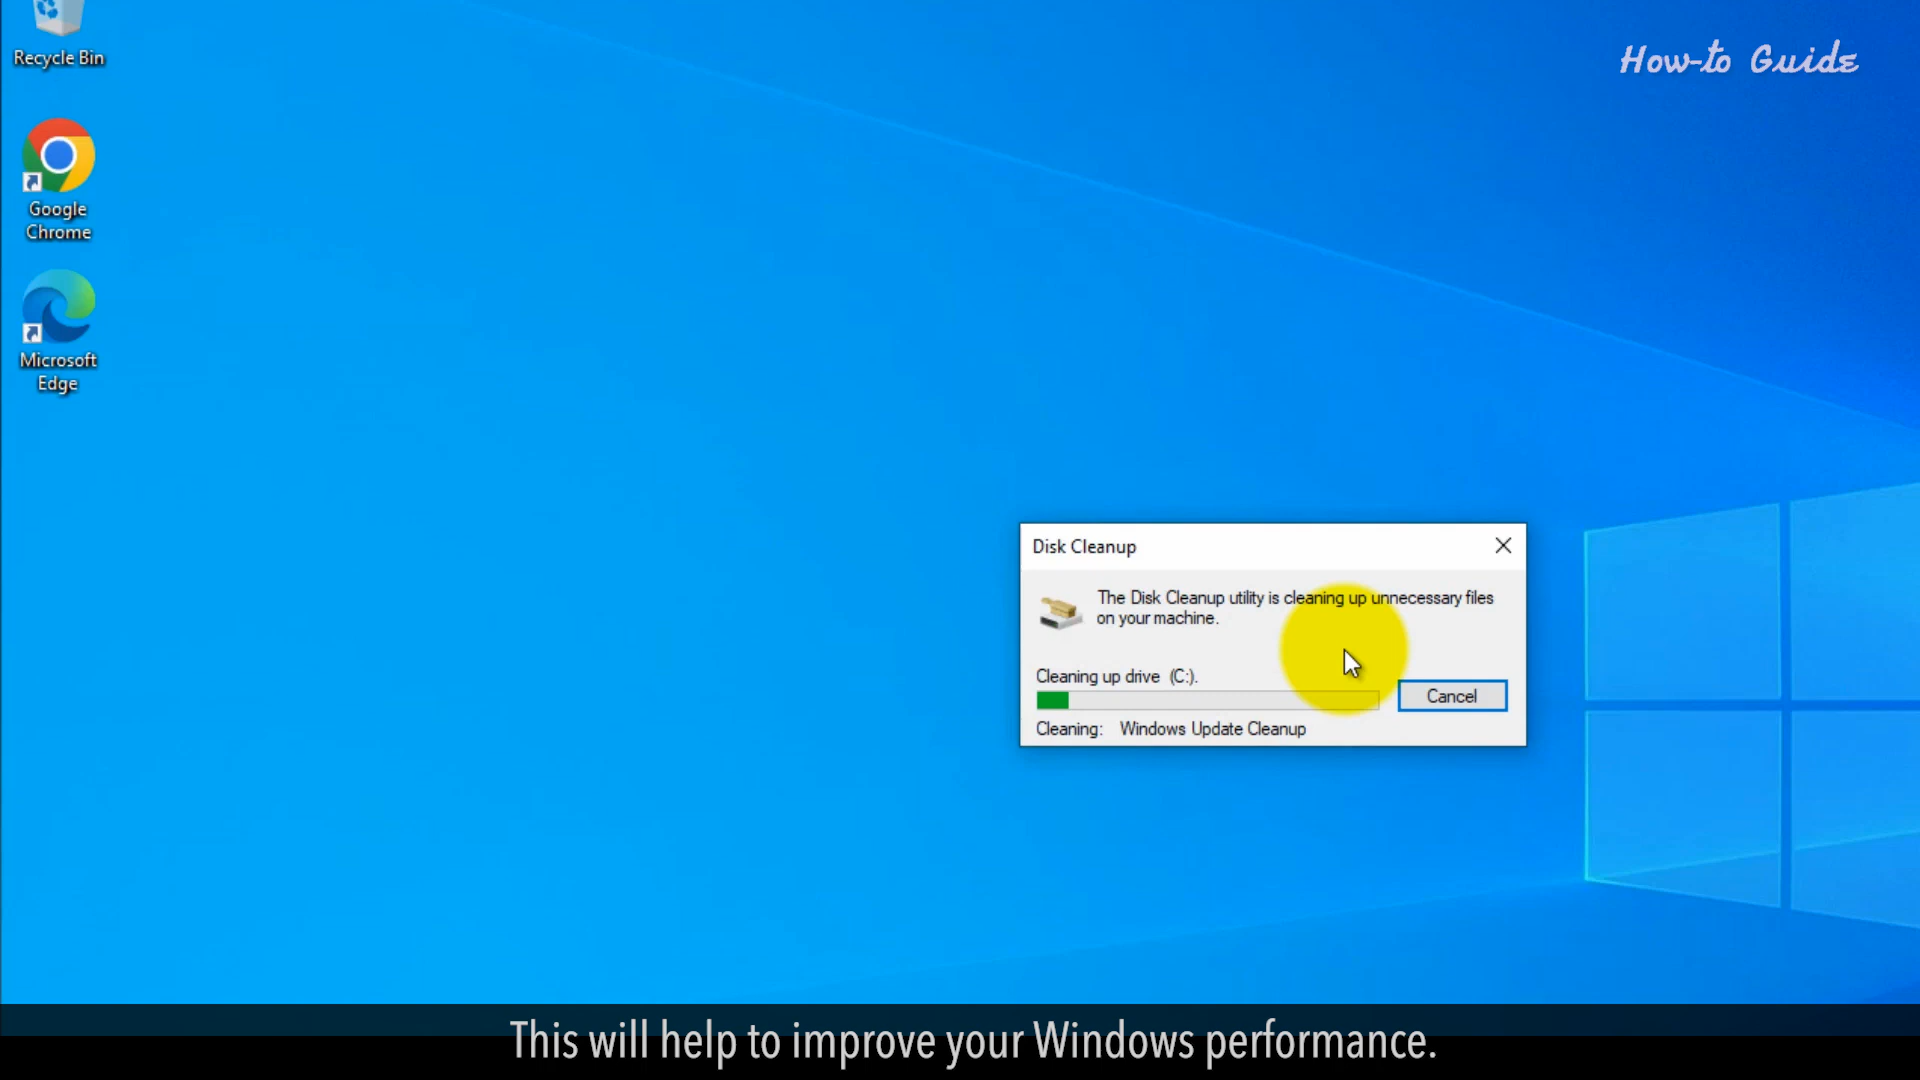 Recycle Bin
How-to Guide
Google
Chrome
Microsoft
Edge
Disk Cleanup
The Disk Cleanup utility is cleaning up unnecessary files
on your machine.
Cleaning up drive (C:).
Cancel
Cleaning: Windows Update Cleanup
This will help to improve your Windows performance.